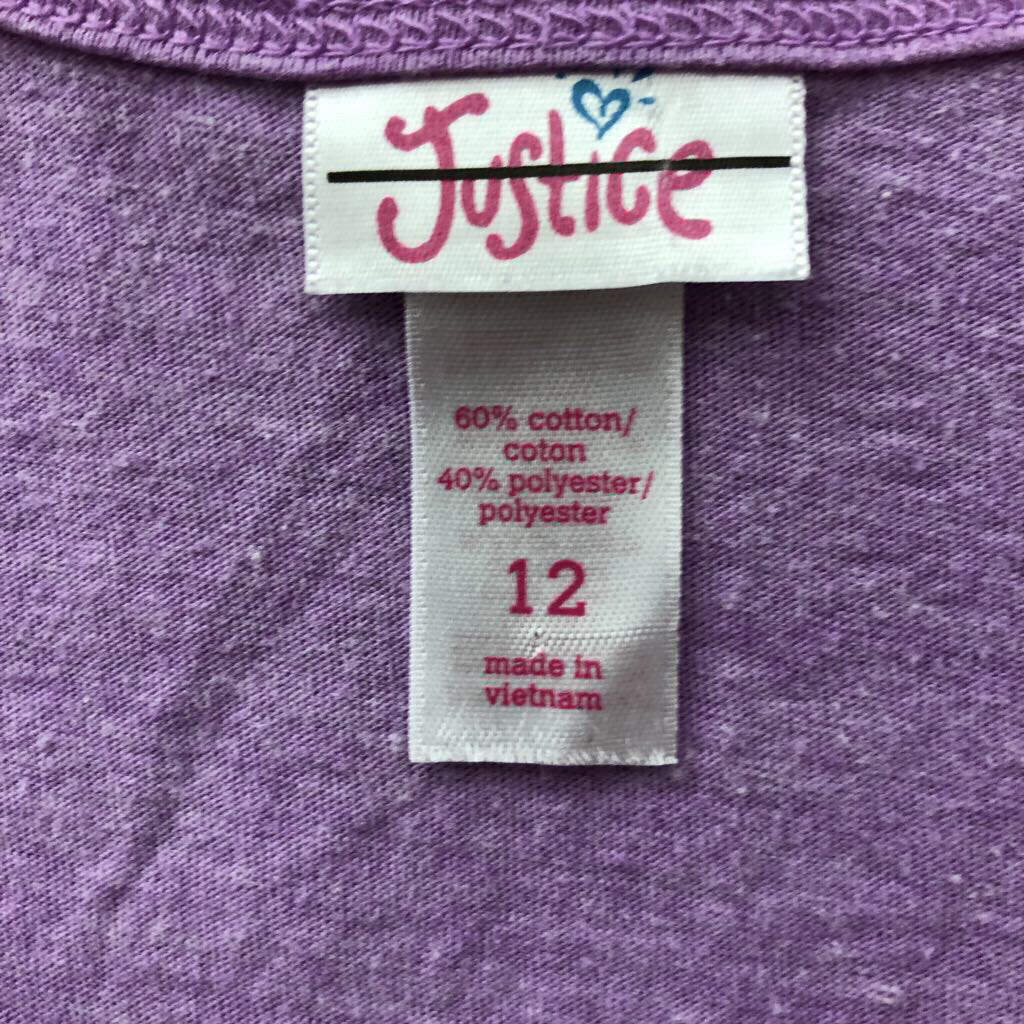 Justice
60% cotton/
coton
40% polyester/
polyester
12
made in
vietnam